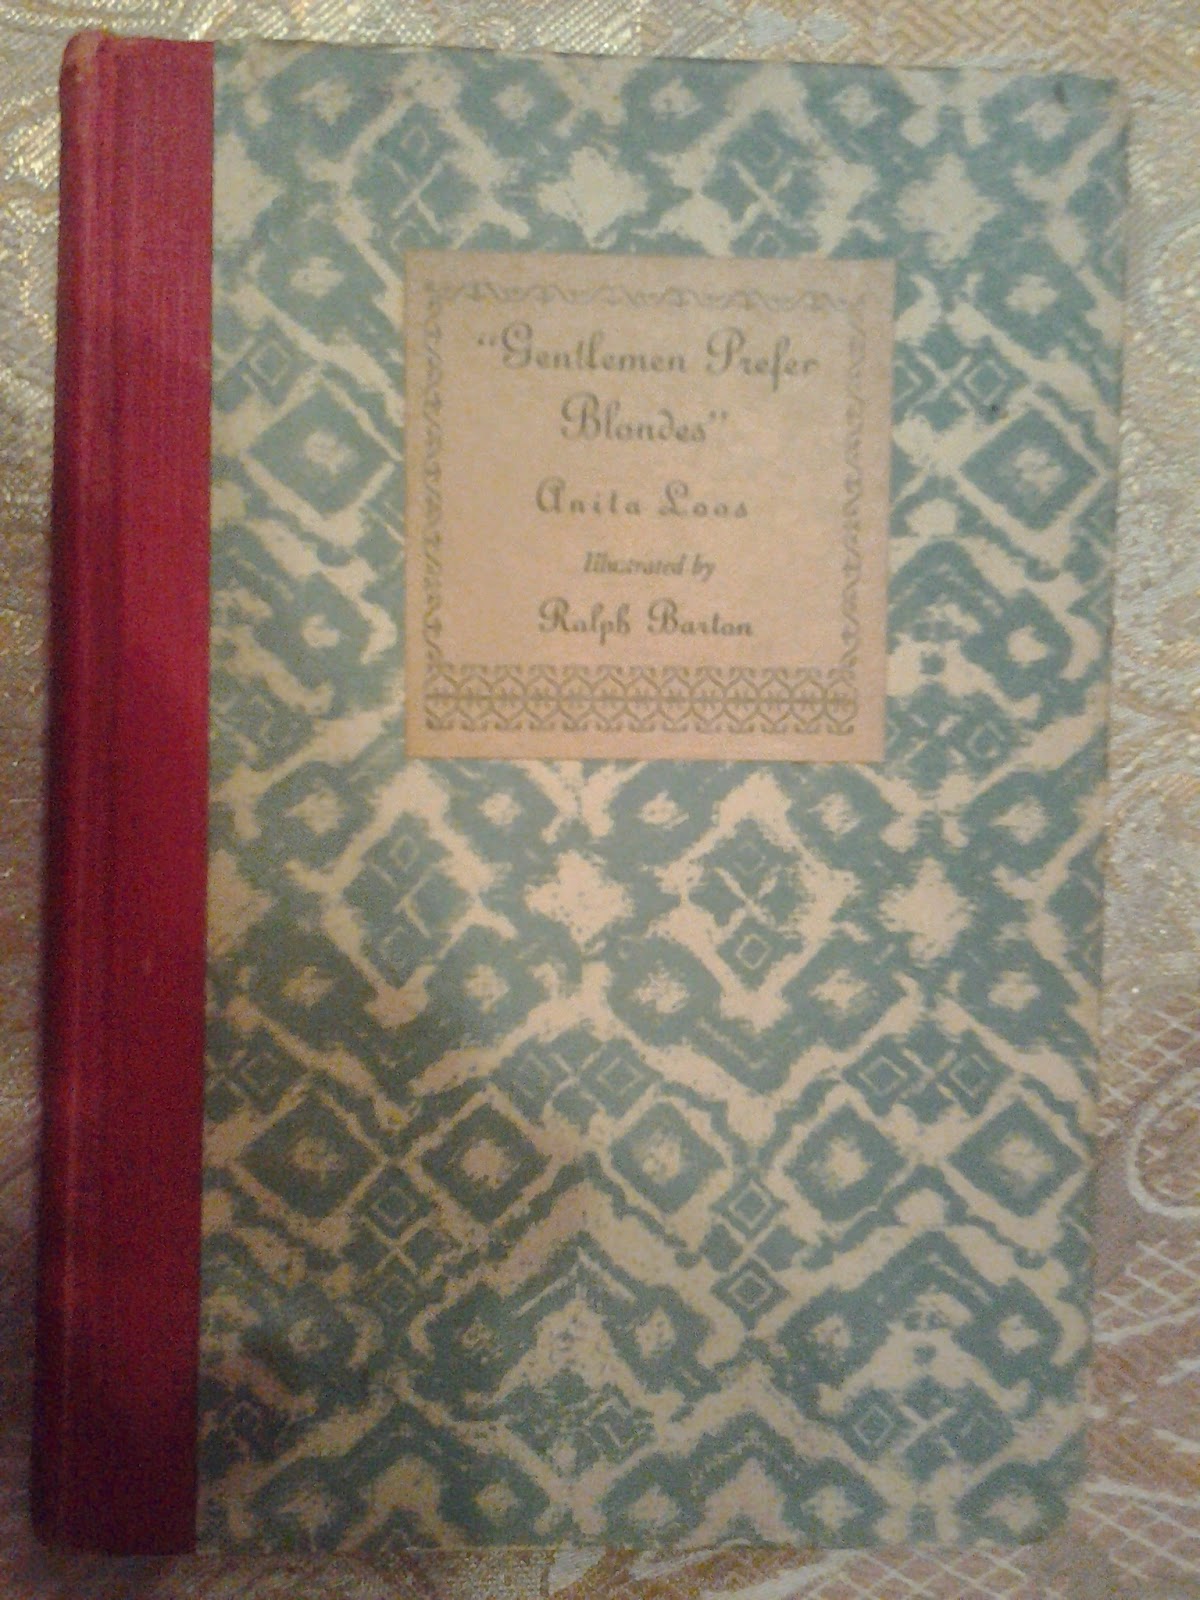 “Gentlemen Prefer
Blondes”
Anita Loos
Illustrated by
Ralph Barton